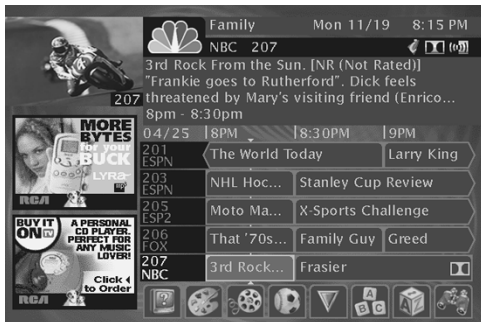 Family Mon 11/19 8:15 PM
NBC 207
3rd Rock From the Sun. [NR (Not Rated)]
"Frankie goes to Rutherford". Dick feels
threatened by Mary's visiting friend (Enrico...
8pm - 8:30pm
207
MORE
BYTES
for your
BUCK
LYRA
mp3
RCA
BUY IT
ON TV
A PERSONAL
CD PLAYER.
PERFECT FOR
ANY MUSIC
LOVER!
Click
to Order
RCA
04/25 8PM 8:30PM 9PM
201 ESPN The World Today Larry King
203 ESPN NHL Hoc... Stanley Cup Review
205 ESP2 Moto Ma... X-Sports Challenge
206 FOX That '70s... Family Guy Greed
207 NBC 3rd Rock... Frasier
?
A B C
A Z